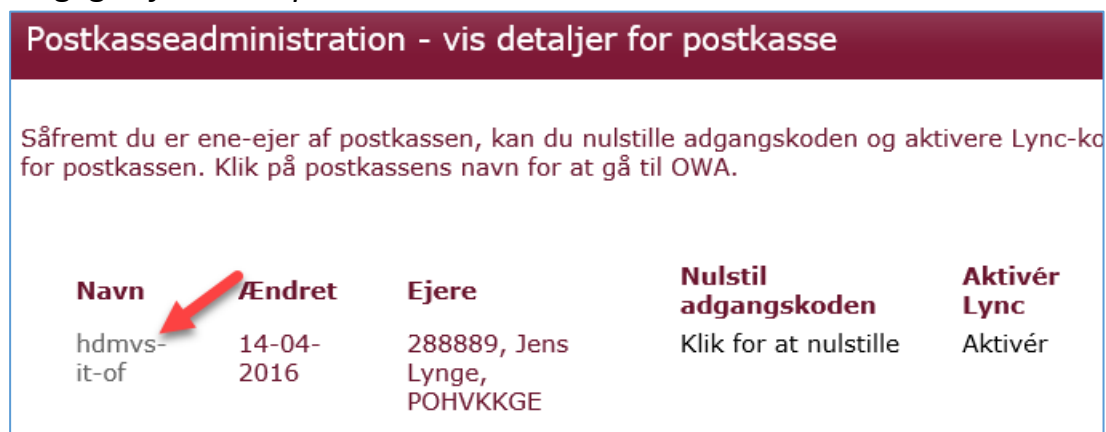 Postkasseadministration - vis detaljer for postkasse
Såfremt du er ene-ejer af postkassen, kan du nulstille adgangskoden og aktivere Lync-ko
for postkassen. Klik på postkassens navn for at gå til OWA.
Navn Ændret Ejere Nulstil adgangskoden Aktivér Lync
hdmvs- 14-04- 288889, Jens Klik for at nulstille Aktivér
it-of 2016 Lynge,
POHVKKGE